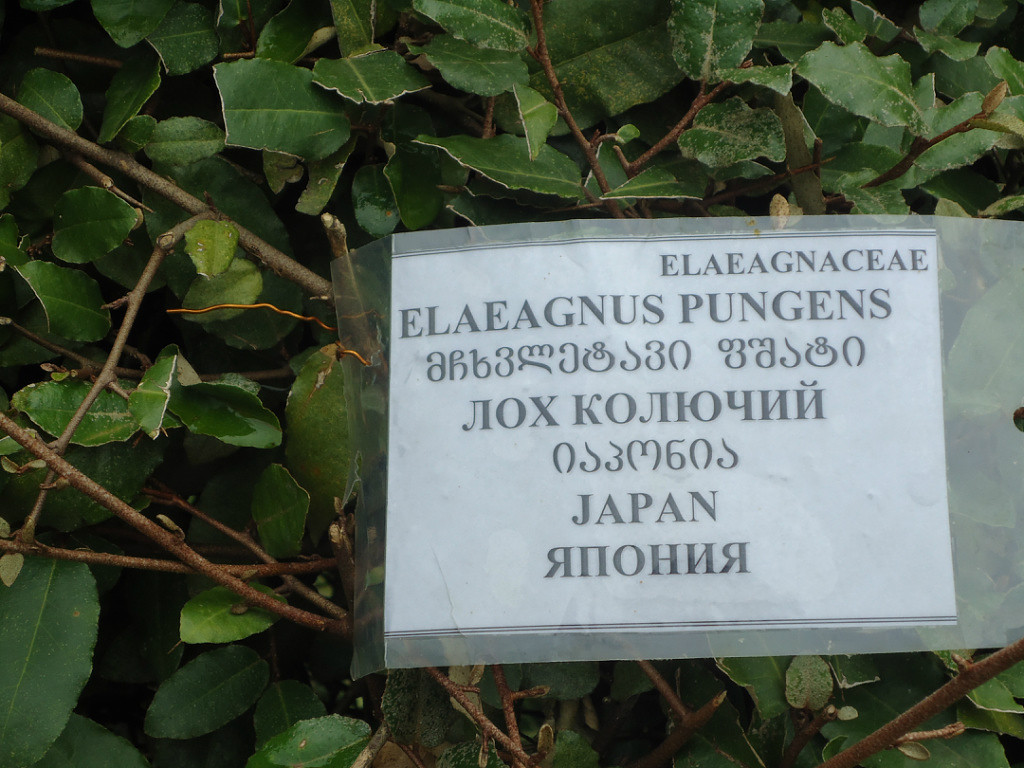 ELAEAGNACEAE
ELAEAGNUS PUNGENS
მჩხვლეტავი ფშატი
ЛОХ КОЛЮЧИЙ
იაპონია
JAPAN
ЯПОНИЯ